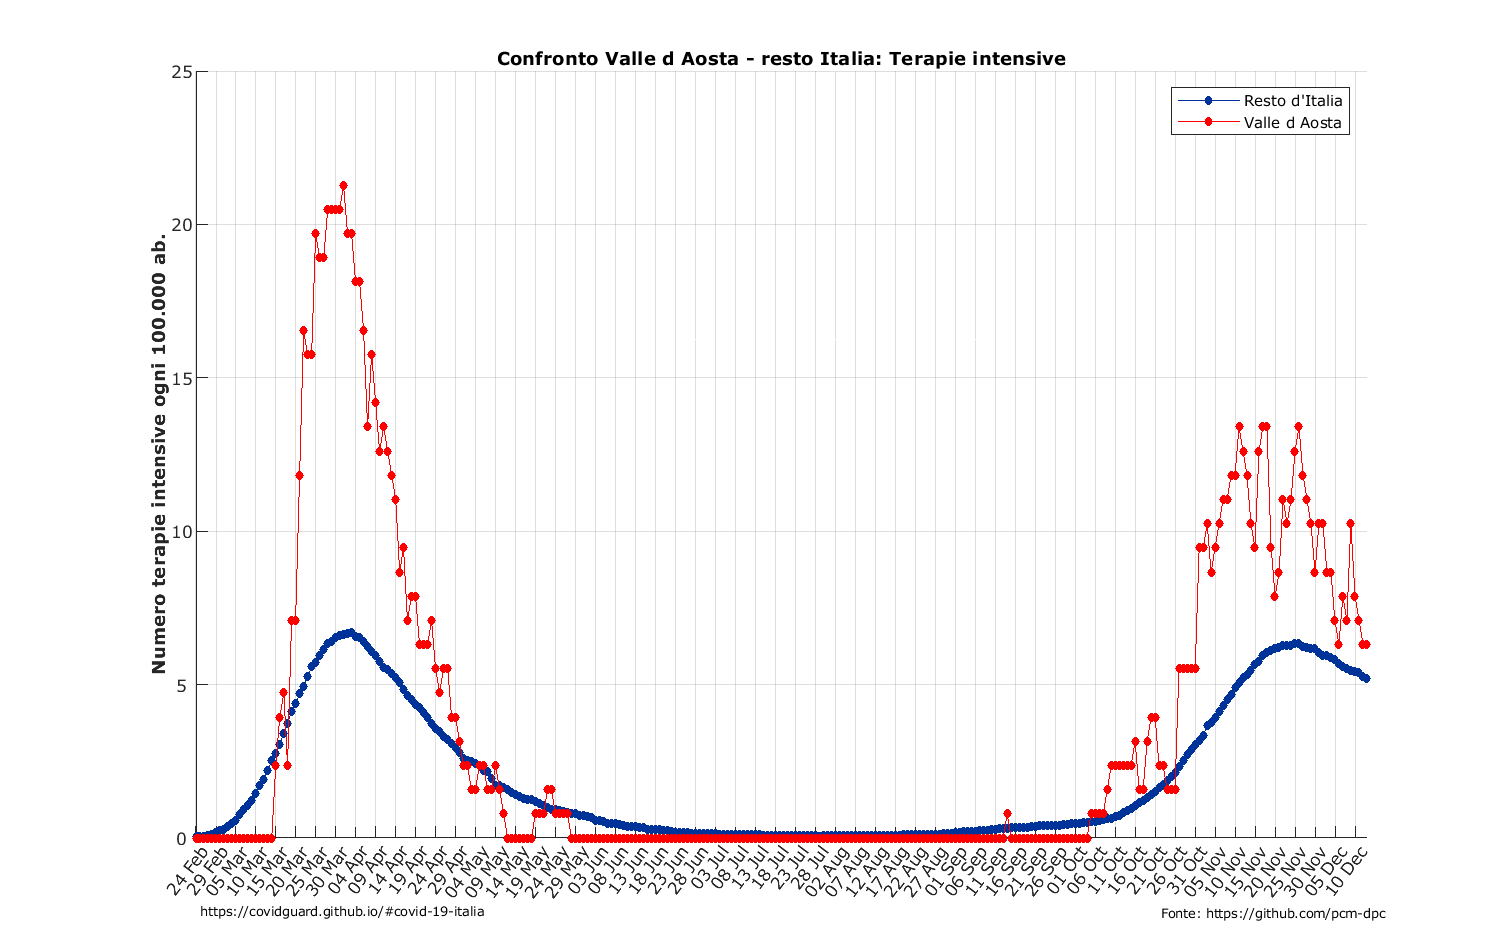 Confronto Valle d Aosta - resto Italia: Terapie intensive
Resto d'Italia
Valle d Aosta
Numero terapie intensive ogni 100.000 ab.
25
20
15
10
5
0
24 Feb
29 Feb
05 Mar
10 Mar
15 Mar
20 Mar
25 Mar
30 Mar
04 Apr
09 Apr
14 Apr
19 Apr
24 Apr
29 Apr
04 May
09 May
14 May
19 May
24 May
29 May
03 Jun
08 Jun
13 Jun
18 Jun
23 Jun
28 Jun
03 Jul
08 Jul
13 Jul
18 Jul
23 Jul
28 Jul
02 Aug
07 Aug
12 Aug
17 Aug
22 Aug
27 Aug
01 Sep
06 Sep
11 Sep
16 Sep
21 Sep
26 Sep
01 Oct
06 Oct
11 Oct
16 Oct
21 Oct
26 Oct
31 Oct
05 Nov
10 Nov
15 Nov
20 Nov
25 Nov
30 Nov
05 Dec
10 Dec
https://covidguard.github.io/#covid-19-italia
Fonte: https://github.com/pcm-dpc